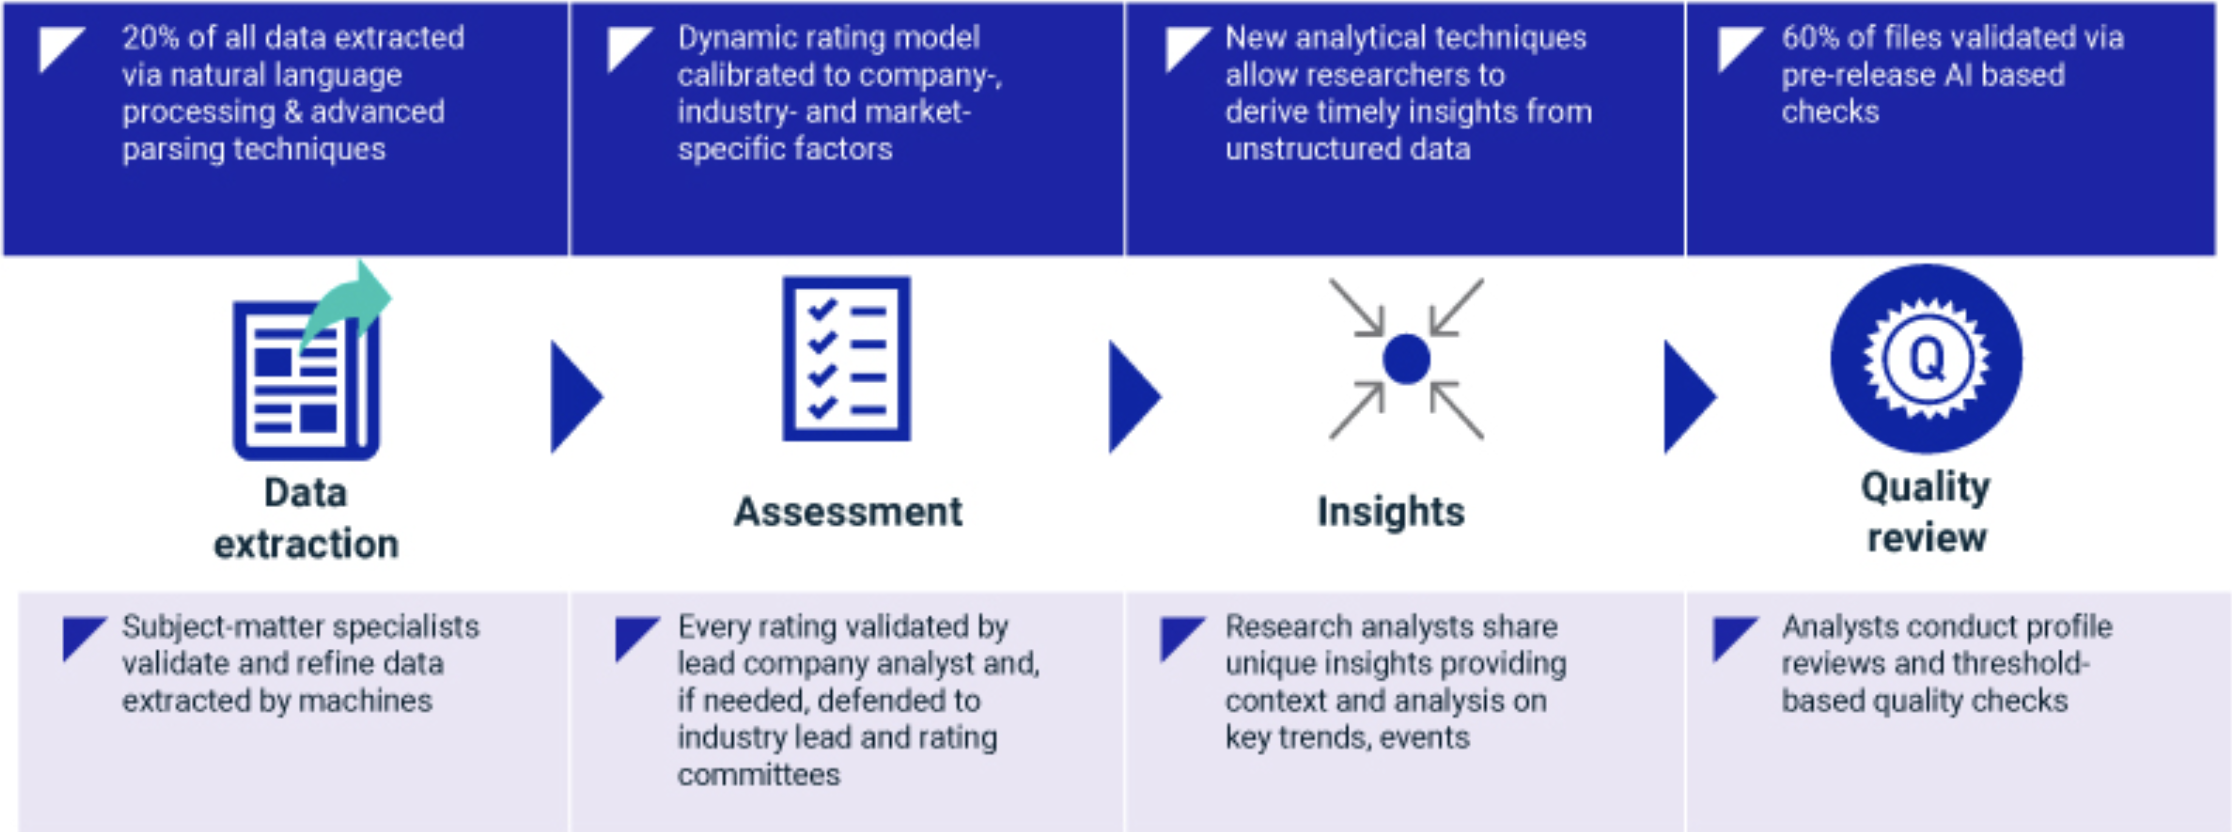 20% of all data extracted
via natural language
processing & advanced
parsing techniques
Dynamic rating model
calibrated to company-,
industry- and market-
specific factors
New analytical techniques
allow researchers to
derive timely insights from
unstructured data
60% of files validated via
pre-release AI based
checks
Q
Data
extraction
Assessment
Insights
Quality
review
Subject-matter specialists
validate and refine data
extracted by machines
Every rating validated by
lead company analyst and,
if needed, defended to
industry lead and rating
committees
Research analysts share
unique insights providing
context and analysis on
key trends, events
Analysts conduct profile
reviews and threshold-
based quality checks